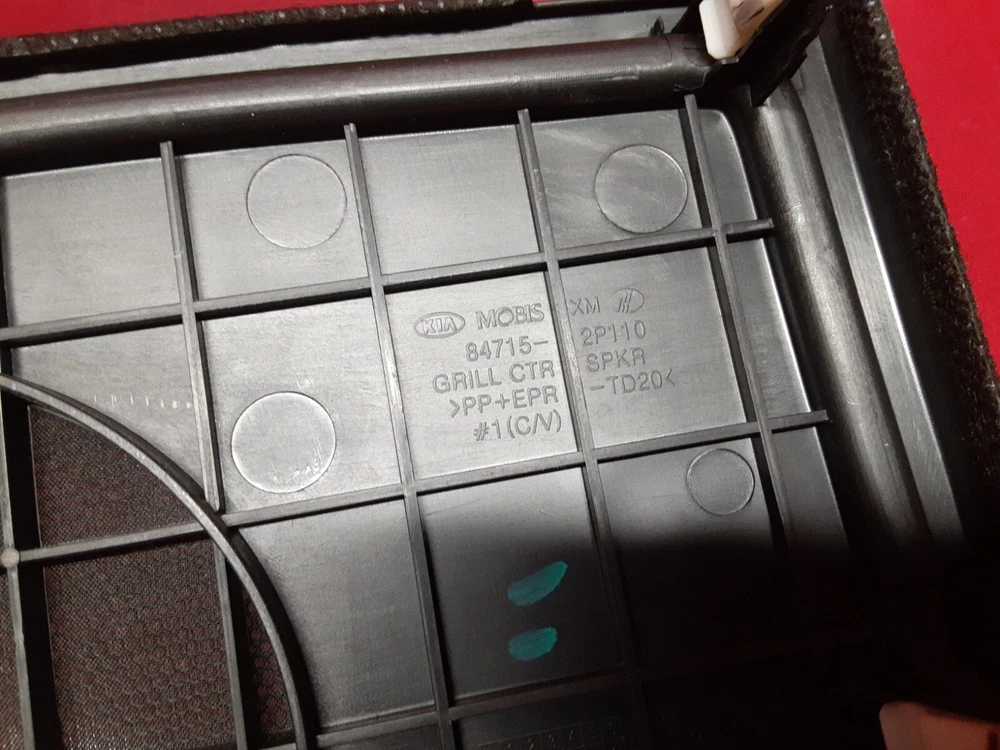 KIA MOBIS XM
84715- 2P110
GRILL CTR SPKR
>PP+EPR -TD20<
#1(C/V)